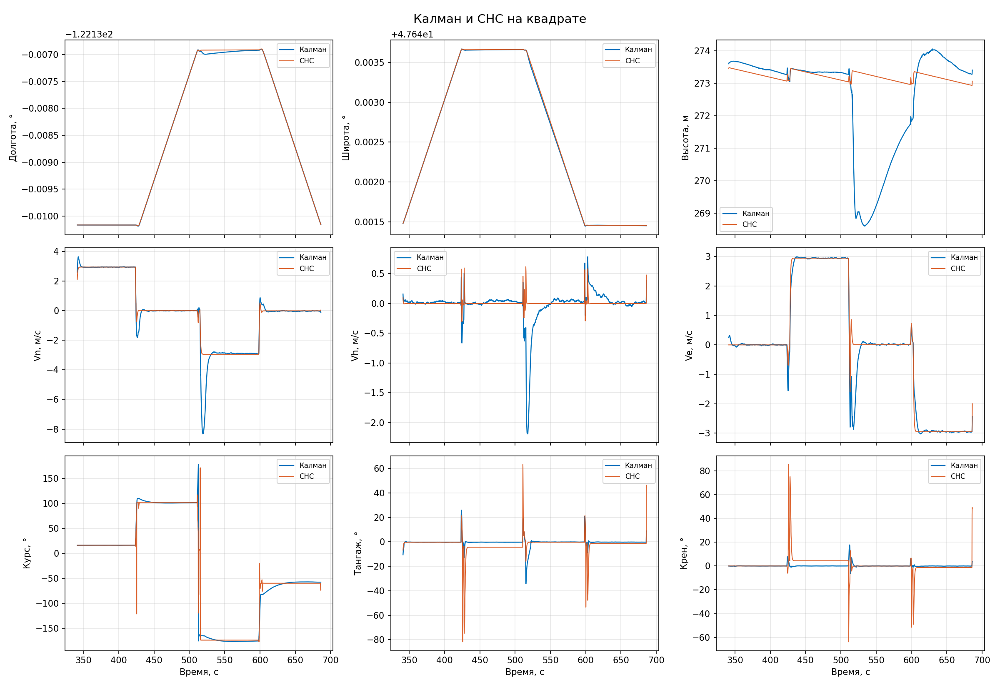 Калман и СНС на квадрате
−1.2213e2
Долгота, °
−0.0070
−0.0075
−0.0080
−0.0085
−0.0090
−0.0095
−0.0100
Калман
СНС
+4.764e1
Широта, °
0.0035
0.0030
0.0025
0.0020
0.0015
Калман
СНС
Высота, м
274
273
272
271
270
269
Калман
СНС
Vn, м/с
4
2
0
−2
−4
−6
−8
Калман
СНС
Vh, м/с
0.5
0.0
−0.5
−1.0
−1.5
−2.0
Калман
СНС
Ve, м/с
3
2
1
0
−1
−2
−3
Калман
СНС
Курс, °
150
100
50
0
−50
−100
−150
Калман
СНС
350 400 450 500 550 600 650 700
Время, с
Тангаж, °
60
40
20
0
−20
−40
−60
−80
Калман
СНС
350 400 450 500 550 600 650 700
Время, с
Крен, °
80
60
40
20
0
−20
−40
−60
Калман
СНС
350 400 450 500 550 600 650 700
Время, с